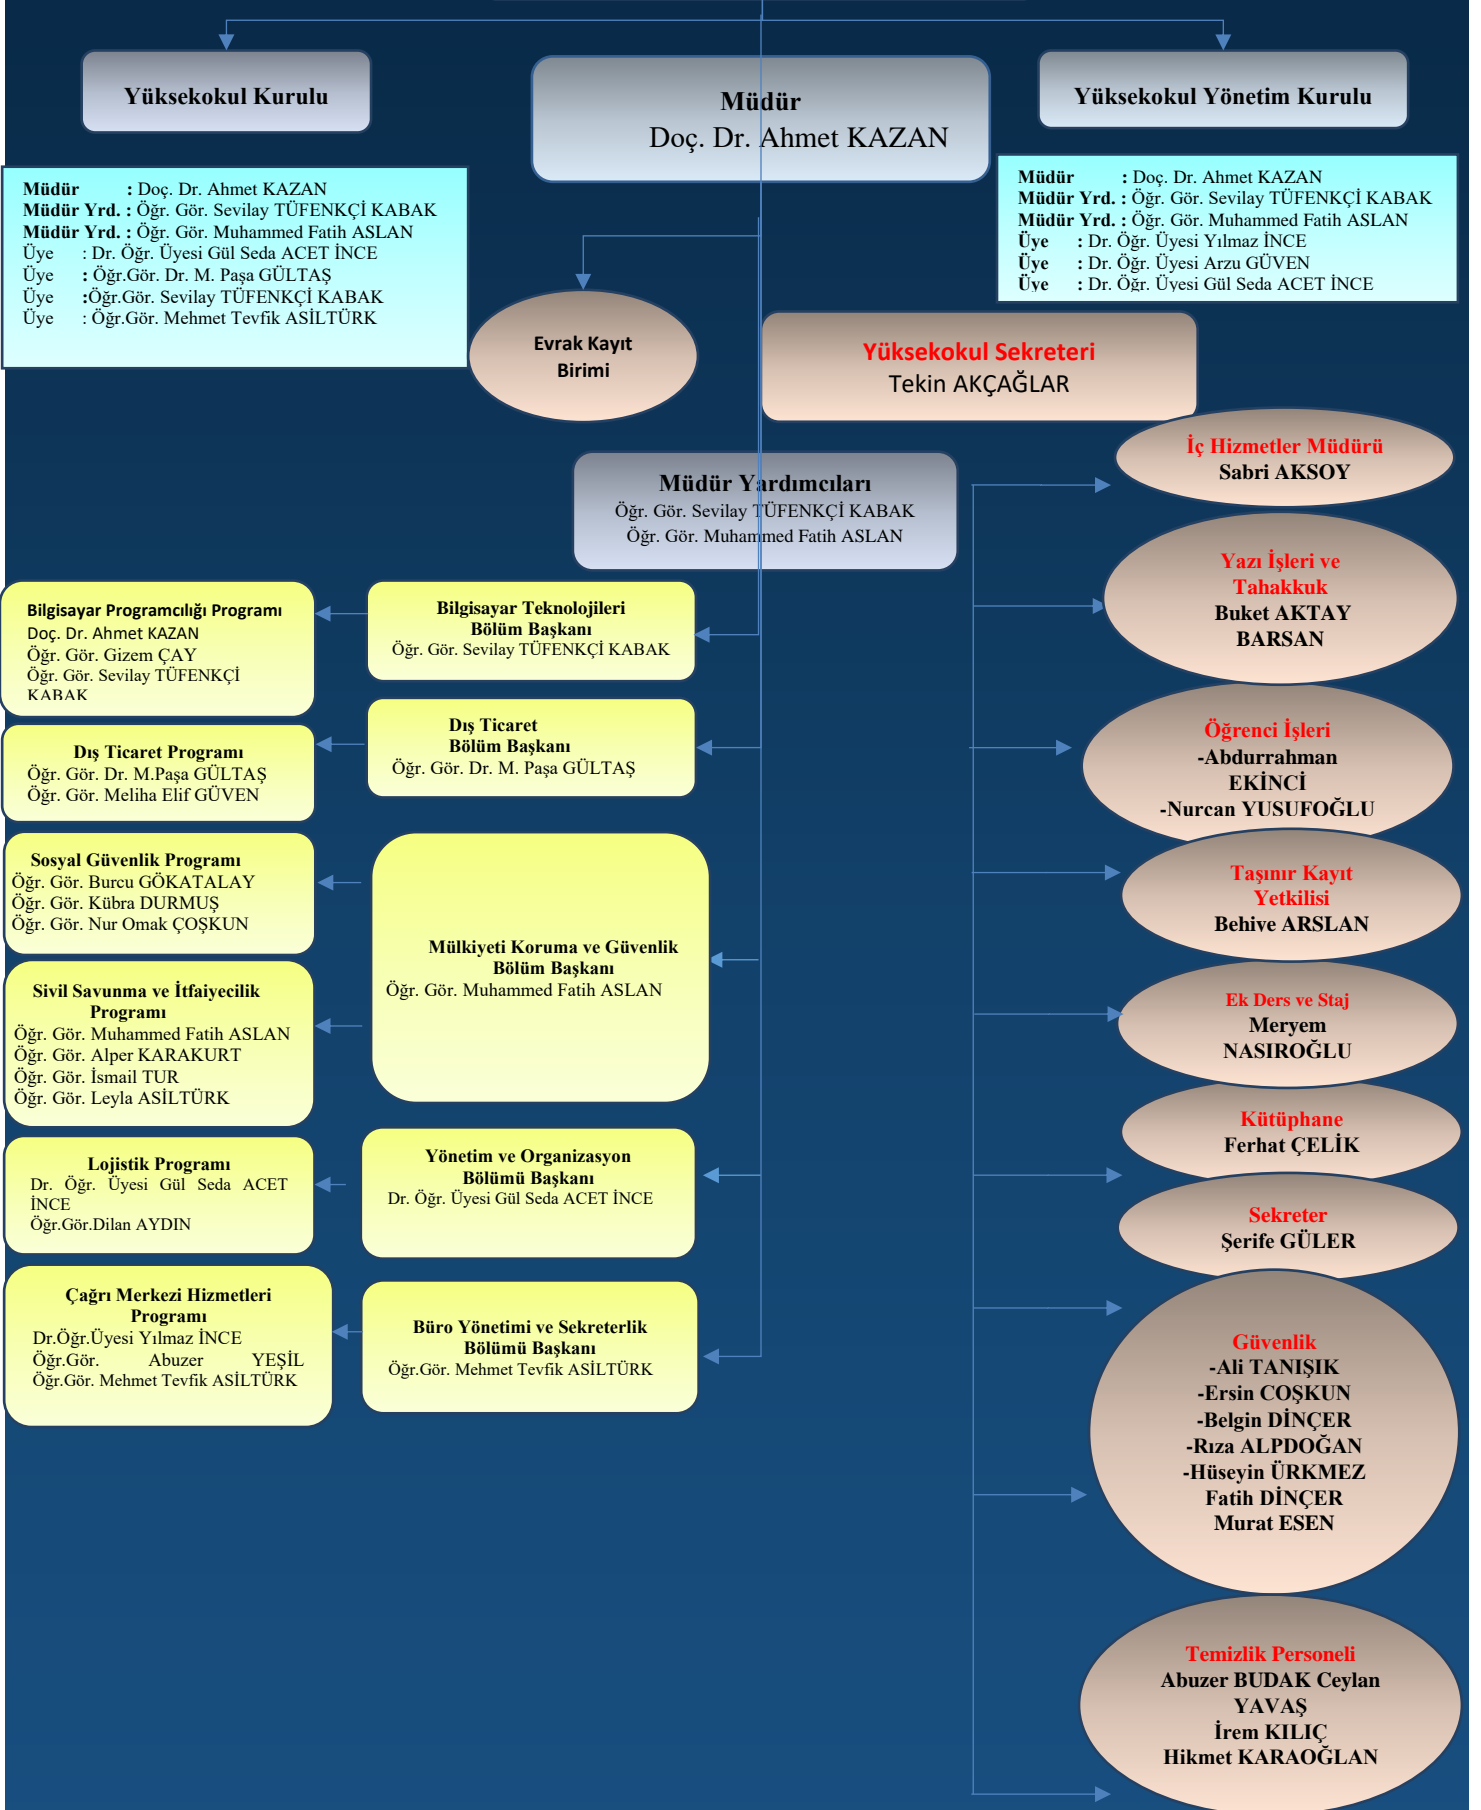 Yüksekokul Kurulu
Müdür
Doç. Dr. Ahmet KAZAN
Yüksekokul Yönetim Kurulu
Müdür : Doç. Dr. Ahmet KAZAN
Müdür Yrd. : Öğr. Gör. Sevilay TÜFENKÇİ KABAK
Müdür Yrd. : Öğr. Gör. Muhammed Fatih ASLAN
Üye : Dr. Öğr. Üyesi Gül Seda ACET İNCE
Üye : Öğr.Gör. Dr. M. Paşa GÜLTAŞ
Üye :Öğr.Gör. Sevilay TÜFENKÇİ KABAK
Üye : Öğr.Gör. Mehmet Tevfik ASİLTÜRK
Müdür : Doç. Dr. Ahmet KAZAN
Müdür Yrd. : Öğr. Gör. Sevilay TÜFENKÇİ KABAK
Müdür Yrd. : Öğr. Gör. Muhammed Fatih ASLAN
Üye : Dr. Öğr. Üyesi Yılmaz İNCE
Üye : Dr. Öğr. Üyesi Arzu GÜVEN
Üye : Dr. Öğr. Üyesi Gül Seda ACET İNCE
Evrak Kayıt
Birimi
Yüksekokul Sekreteri
Tekin AKÇAĞLAR
Müdür Yardımcıları
Öğr. Gör. Sevilay TÜFENKÇİ KABAK
Öğr. Gör. Muhammed Fatih ASLAN
Bilgisayar Programcılığı Programı
Doç. Dr. Ahmet KAZAN
Öğr. Gör. Gizem ÇAY
Öğr. Gör. Sevilay TÜFENKÇİ
KABAK
Bilgisayar Teknolojileri
Bölüm Başkanı
Öğr. Gör. Sevilay TÜFENKÇİ KABAK
Dış Ticaret Programı
Öğr. Gör. Dr. M.Paşa GÜLTAŞ
Öğr. Gör. Meliha Elif GÜVEN
Dış Ticaret
Bölüm Başkanı
Öğr. Gör. Dr. M. Paşa GÜLTAŞ
Sosyal Güvenlik Programı
Öğr. Gör. Burcu GÖKATALAY
Öğr. Gör. Kübra DURMUŞ
Öğr. Gör. Nur Omak ÇOŞKUN
Sivil Savunma ve İtfaiyecilik
Programı
Öğr. Gör. Muhammed Fatih ASLAN
Öğr. Gör. Alper KARAKURT
Öğr. Gör. İsmail TUR
Öğr. Gör. Leyla ASİLTÜRK
Mülkiyeti Koruma ve Güvenlik
Bölüm Başkanı
Öğr. Gör. Muhammed Fatih ASLAN
Lojistik Programı
Dr. Öğr. Üyesi Gül Seda ACET
İNCE
Öğr.Gör.Dilan AYDIN
Yönetim ve Organizasyon
Bölümü Başkanı
Dr. Öğr. Üyesi Gül Seda ACET İNCE
Çağrı Merkezi Hizmetleri
Programı
Dr.Öğr.Üyesi Yılmaz İNCE
Öğr.Gör. Abuzer YEŞİL
Öğr.Gör. Mehmet Tevfik ASİLTÜRK
Büro Yönetimi ve Sekreterlik
Bölümü Başkanı
Öğr.Gör. Mehmet Tevfik ASİLTÜRK
İç Hizmetler Müdürü
Sabri AKSOY
Yazı İşleri ve
Tahakkuk
Buket AKTAY
BARSAN
Öğrenci İşleri
-Abdurrahman
EKİNCİ
-Nurcan YUSUFOĞLU
Taşınır Kayıt
Yetkilisi
Behiye ARSLAN
Ek Ders ve Staj
Meryem
NASIROĞLU
Kütüphane
Ferhat ÇELİK
Sekreter
Şerife GÜLER
Güvenlik
-Ali TANIŞIK
-Ersin COŞKUN
-Belgin DİNÇER
-Rıza ALPDOĞAN
-Hüseyin ÜRKMEZ
Fatih DİNÇER
Murat ESEN
Temizlik Personeli
Abuzer BUDAK Ceylan
YAVAŞ
İrem KILIÇ
Hikmet KARAOĞLAN